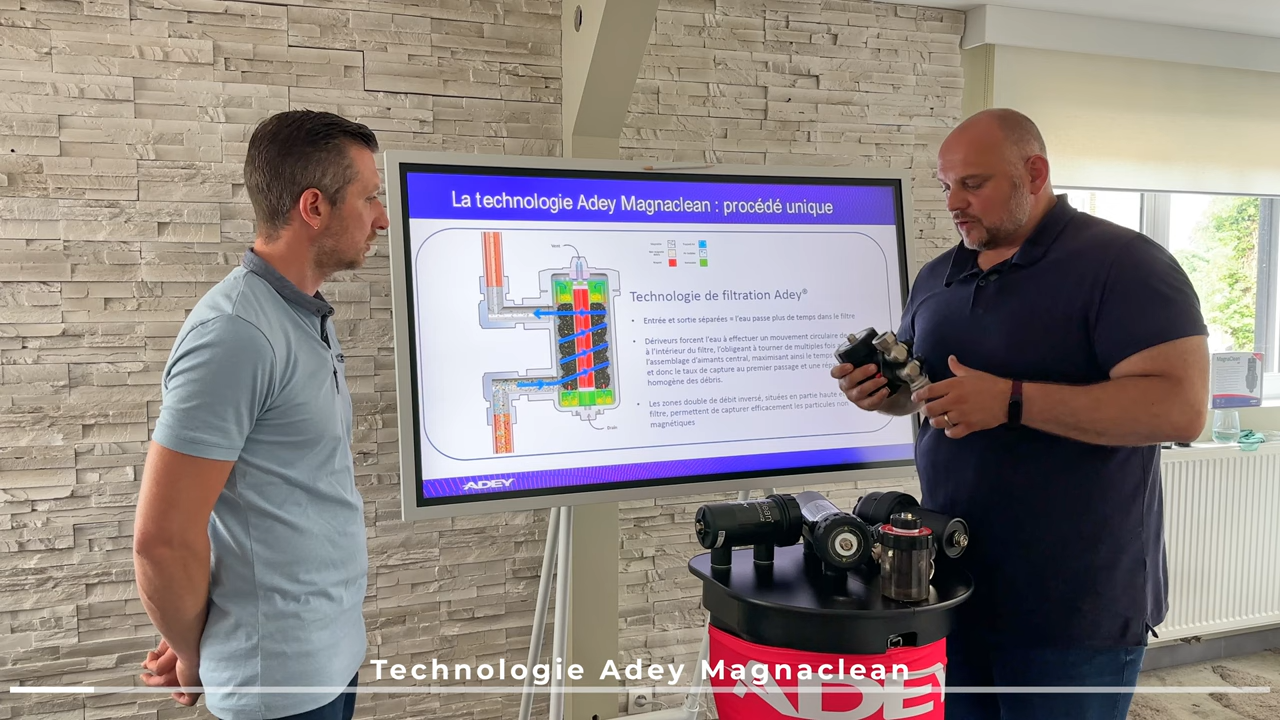 La technologie Adey Magnaclean : procédé unique
Vent
Technologie de filtration Adey®
• Entrée et sortie séparées = l'eau passe plus de temps dans le filtre
• Dériveurs forcent l'eau à effectuer un mouvement circulaire
à l'intérieur du filtre, l'obligeant à tourner de multiples fois
l'assemblage d'aimants central, maximisant ainsi le temps
et donc le taux de capture au premier passage et une
homogène des débris.
• Les zones double de débit inversé, situées en partie haute
filtre, permettent de capturer efficacement les particules non
magnétiques
Drain
ADEY
MagnaClean
Technologie Adey Magnaclean
ADEY